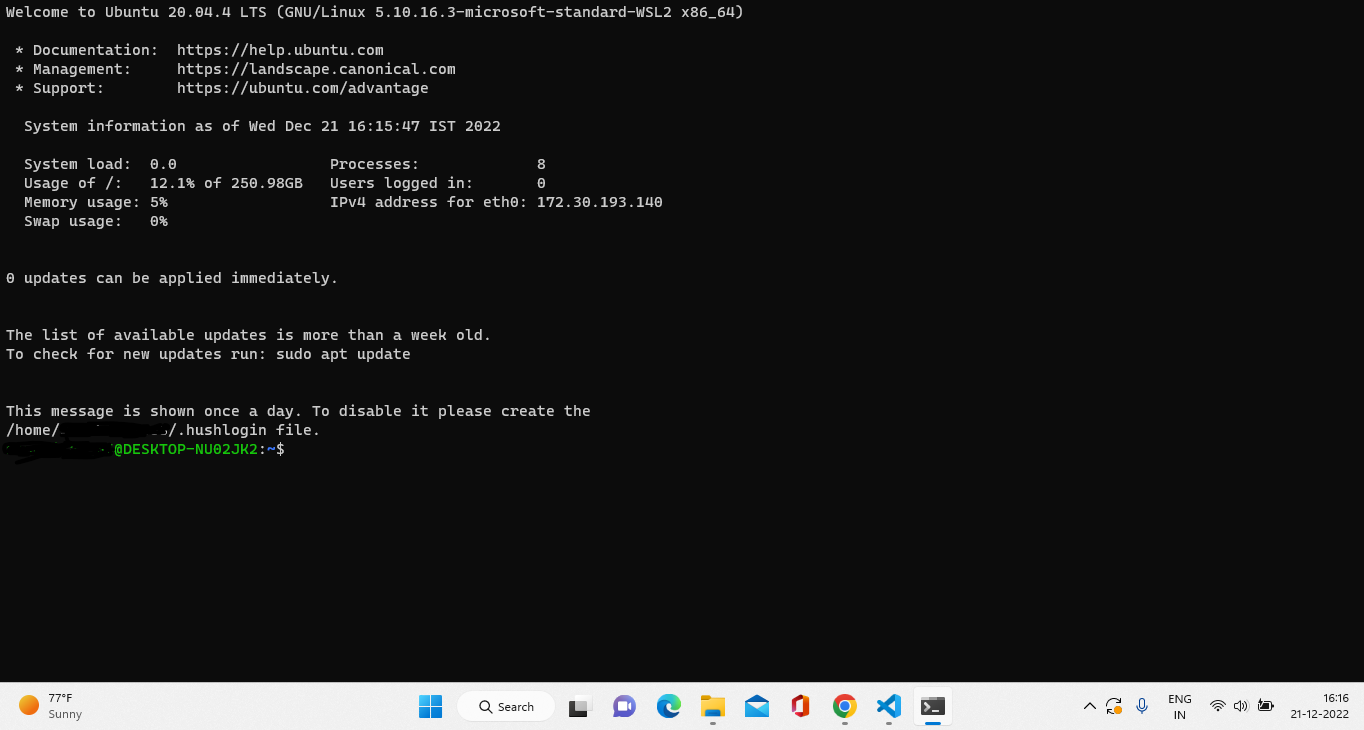 Welcome to Ubuntu 20.04.4 LTS (GNU/Linux 5.10.16.3-microsoft-standard-WSL2 x86_64)
* Documentation:  https://help.ubuntu.com
* Management:     https://landscape.canonical.com
* Support:        https://ubuntu.com/advantage
System information as of Wed Dec 21 16:15:47 IST 2022
System load:  0.0                 Processes:             8
Usage of /:   12.1% of 250.98GB   Users logged in:       0
Memory usage: 5%                  IPv4 address for eth0: 172.30.193.140
Swap usage:   0%
0 updates can be applied immediately.
The list of available updates is more than a week old.
To check for new updates run: sudo apt update
This message is shown once a day. To disable it please create the
/home/ /.hushlogin file.
@DESKTOP-NU02JK2:~$
77°F
Sunny
Search
ENG
IN
16:16
21-12-2022